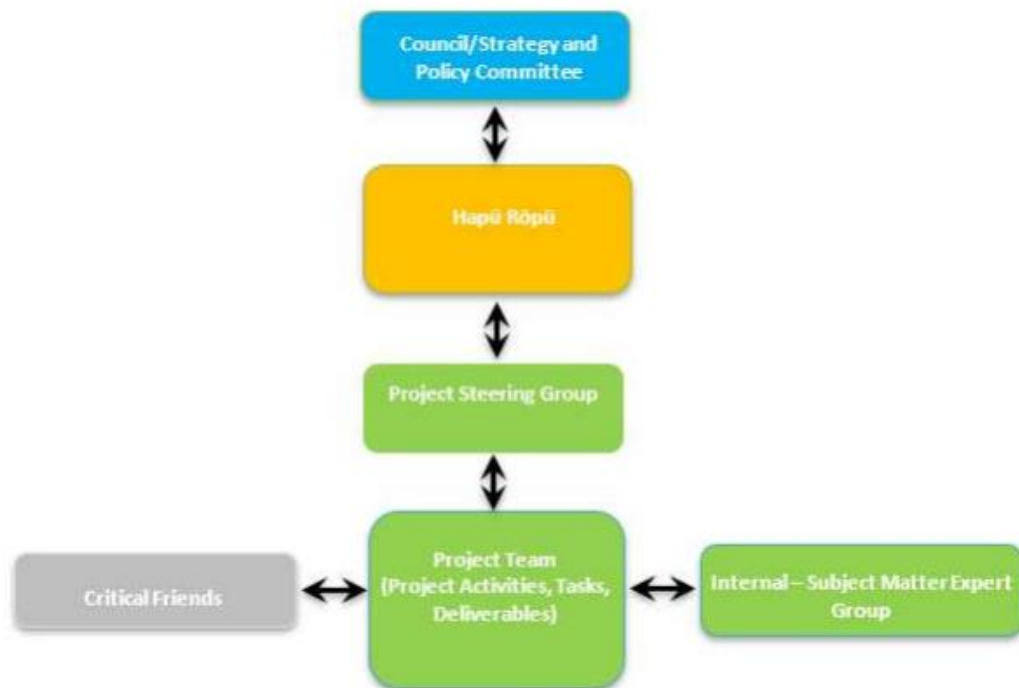 Council/Strategy and
Policy Committee
Hapū Rōpū
Project Steering Group
Project Team
(Project Activities, Tasks,
Deliverables)
Critical Friends
Internal – Subject Matter Expert
Group